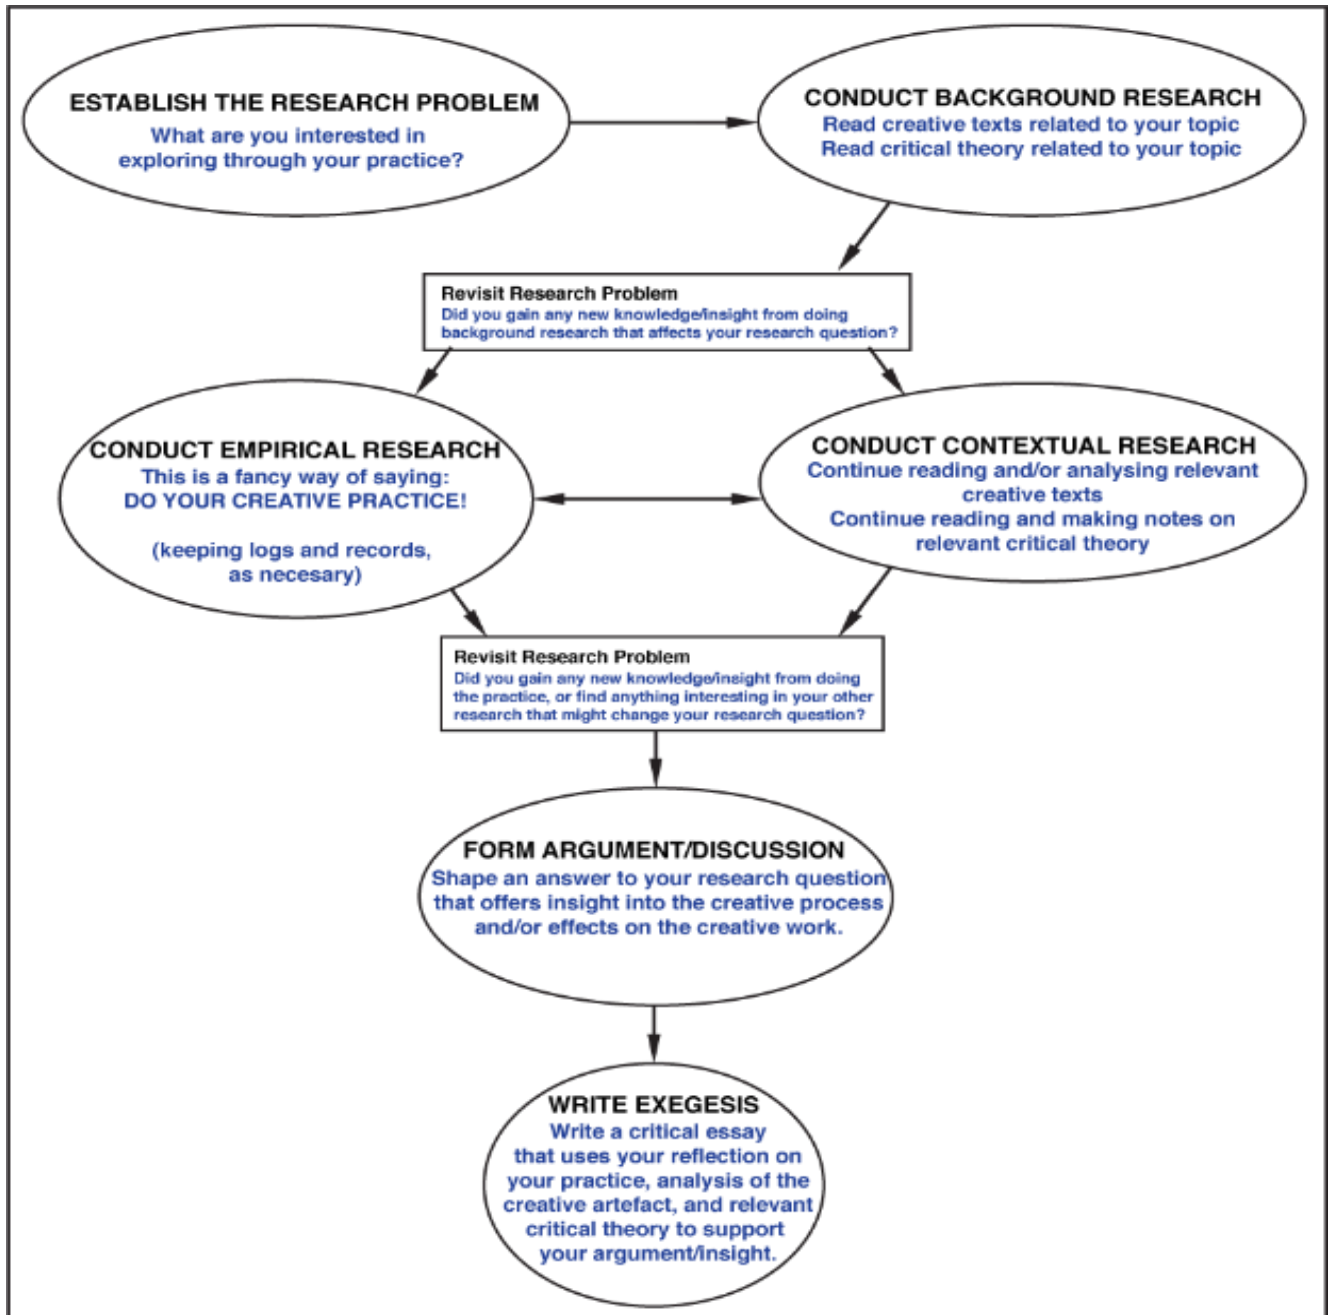 ESTABLISH THE RESEARCH PROBLEM
What are you interested in
exploring through your practice?
CONDUCT BACKGROUND RESEARCH
Read creative texts related to your topic
Read critical theory related to your topic
Revisit Research Problem
Did you gain any new knowledge/insight from doing
background research that affects your research question?
CONDUCT EMPIRICAL RESEARCH
This is a fancy way of saying:
DO YOUR CREATIVE PRACTICE!
(keeping logs and records,
as necesary)
CONDUCT CONTEXTUAL RESEARCH
Continue reading and/or analysing relevant
creative texts
Continue reading and making notes on
relevant critical theory
Revisit Research Problem
Did you gain any new knowledge/insight from doing
the practice, or find anything interesting in your other
research that might change your research question?
FORM ARGUMENT/DISCUSSION
Shape an answer to your research question
that offers insight into the creative process
and/or effects on the creative work.
WRITE EXEGESIS
Write a critical essay
that uses your reflection on
your practice, analysis of the
creative artefact, and relevant
critical theory to support
your argument/insight.